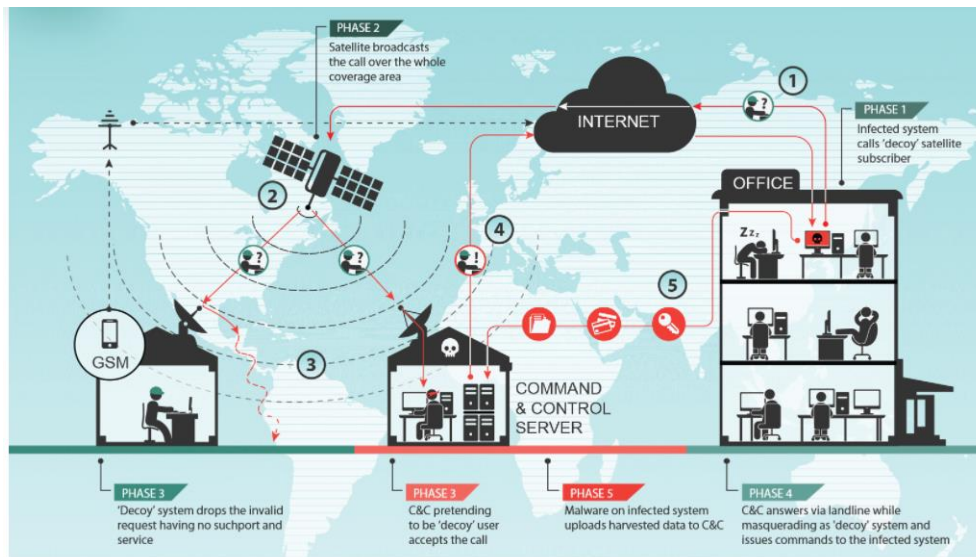 PHASE 2
Satellite broadcasts
the call over the whole
coverage area
1
?
INTERNET
PHASE 1
Infected system
calls 'decoy' satellite
subscriber
OFFICE
2
ZZZ
4
?
?
!
5
GSM
3
COMMAND
& CONTROL
SERVER
PHASE 3
'Decoy' system drops the invalid
request having no suchport and
service
PHASE 3
C&C pretending
to be 'decoy' user
accepts the call
PHASE 5
Malware on infected system
uploads harvested data to C&C
PHASE 4
C&C answers via landline while
masquerading as 'decoy' system and
issues commands to the infected system